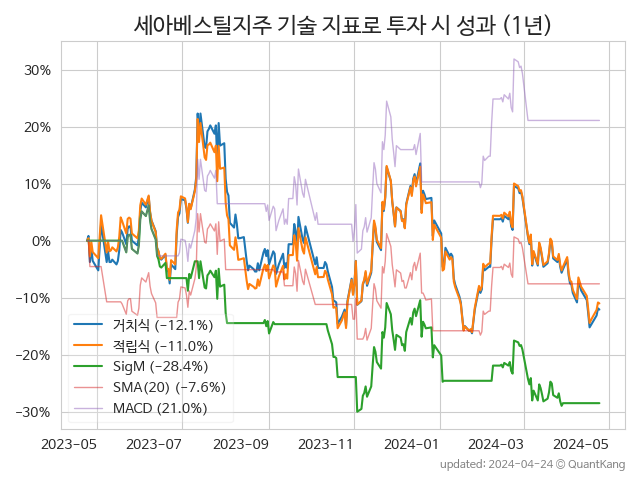 세아베스틸지주 기술 지표로 투자 시 성과 (1년)
30%
20%
10%
0%
−10%
−20%
−30%
거치식 (−12.1%)
적립식 (−11.0%)
SigM (−28.4%)
SMA(20) (−7.6%)
MACD (21.0%)
2023-05
2023-07
2023-09
2023-11
2024-01
2024-03
2024-05
updated: 2024-04-24 © QuantKang